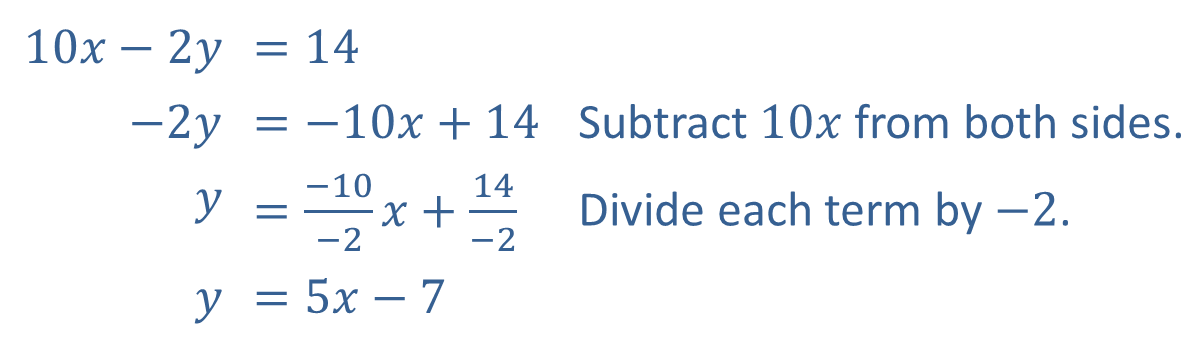 10x − 2y = 14
−2y = −10x + 14 Subtract 10x from both sides.
y = −10/−2 x + 14/−2 Divide each term by −2.
y = 5x − 7